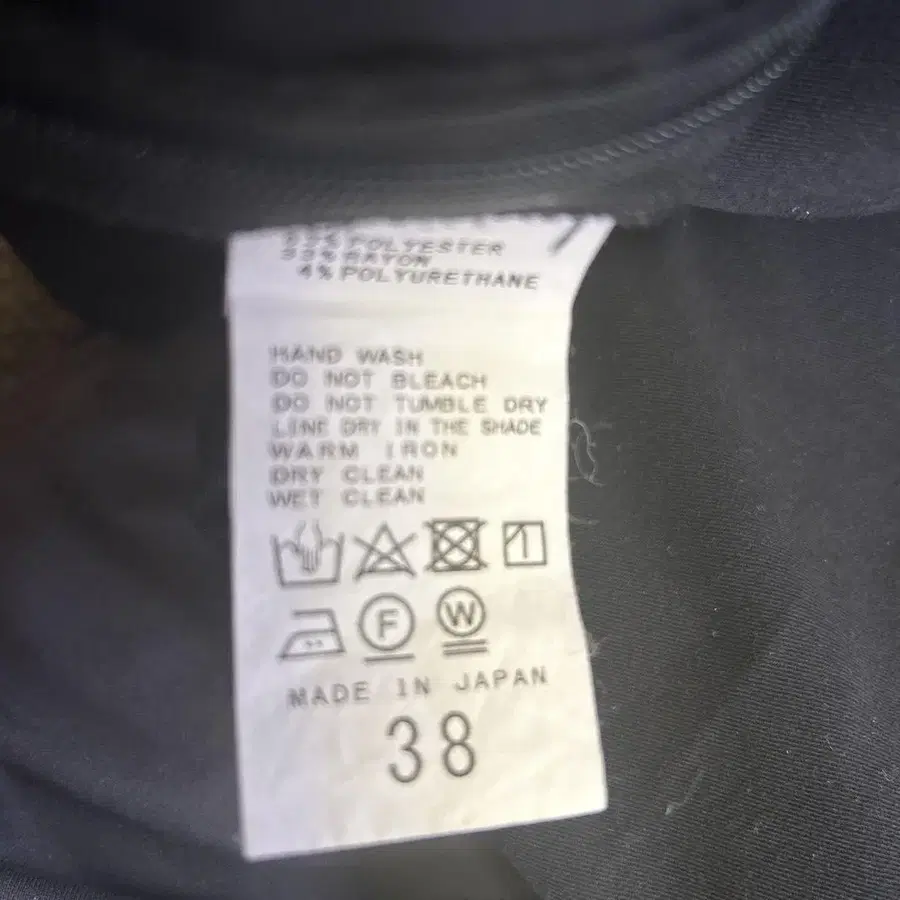 % POLYESTER
% RAYON
4% POLYURETHANE
HAND WASH
DO NOT BLEACH
DO NOT TUMBLE DRY
LINE DRY IN THE SHADE
WARM IRON
DRY CLEAN
WET CLEAN
F W
MADE IN JAPAN
38